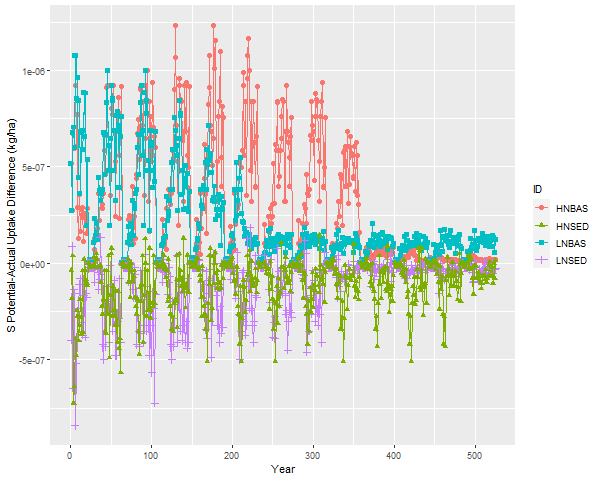 S Potential-Actual Uptake Difference (kg/ha)
1e-06
5e-07
0e+00
-5e-07
0
100
200
300
400
500
Year
ID
HNBAS
HNSED
LNBAS
LNSED